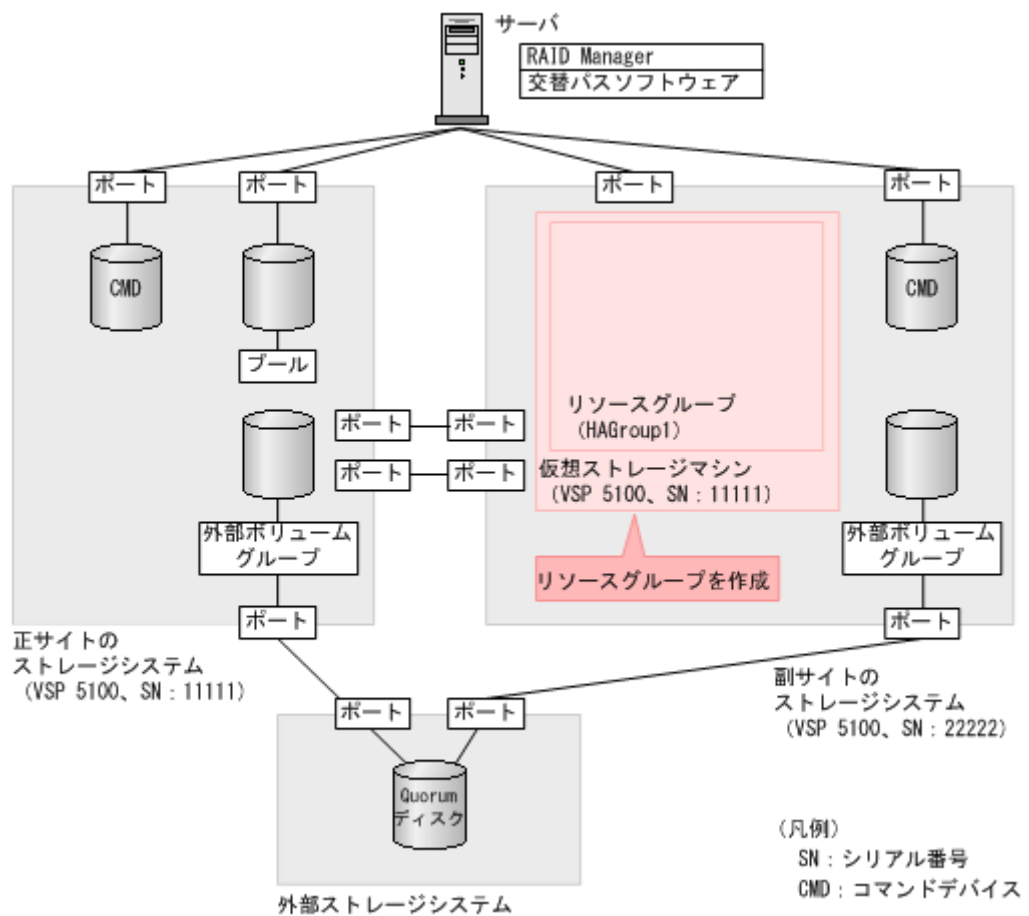 サーバ
RAID Manager
交替パスソフトウェア
ポート
ポート
ポート
ポート
CMD
CMD
プール
リソースグループ
(HAGroup1)
ポート
ポート
ポート
ポート
仮想ストレージマシン
(VSP 5100、SN:11111)
外部ボリューム
グループ
外部ボリューム
グループ
リソースグループを作成
ポート
ポート
正サイトの
ストレージシステム
(VSP 5100、SN:11111)
副サイトの
ストレージシステム
(VSP 5100、SN:22222)
ポート
ポート
Quorum
ディスク
外部ストレージシステム
(凡例)
SN:シリアル番号
CMD:コマンドデバイス